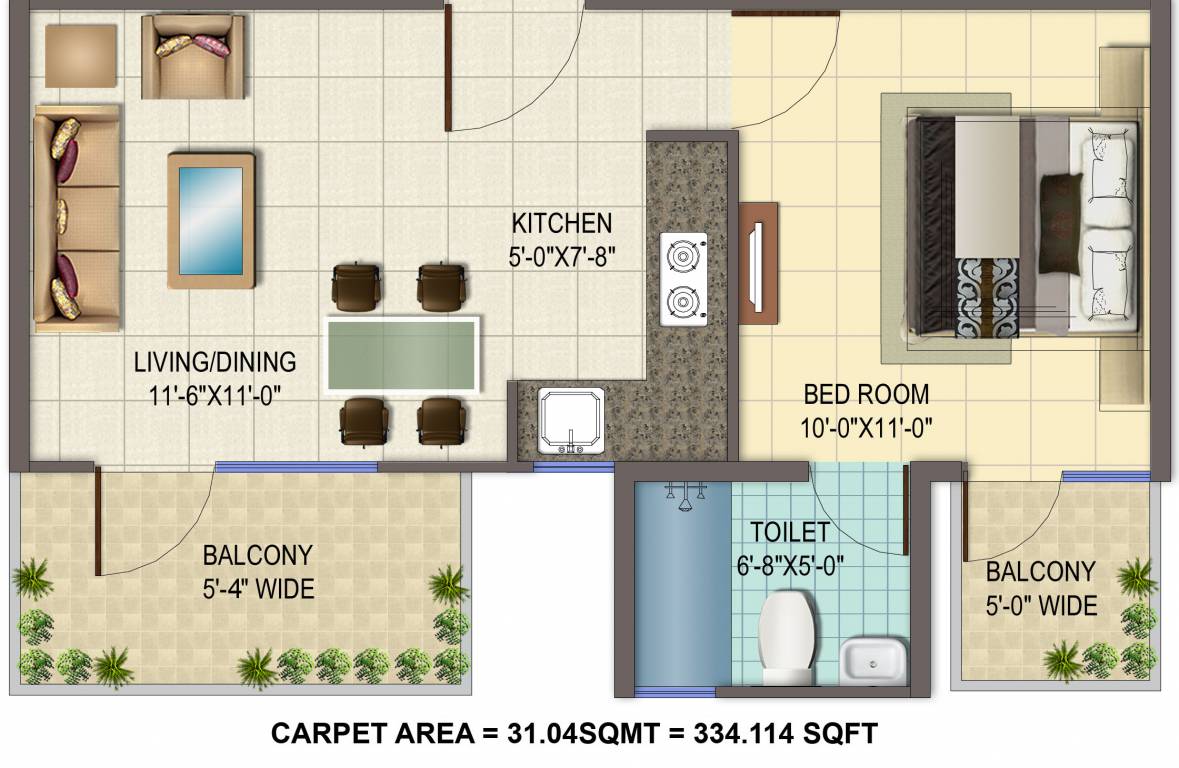 KITCHEN
5'-0"X7'-8"
LIVING/DINING
11'-6"X11'-0"
BED ROOM
10'-0"X11'-0"
BALCONY
5'-4" WIDE
TOILET
6'-8"X5'-0"
BALCONY
5'-0" WIDE
CARPET AREA = 31.04SQMT = 334.114 SQFT